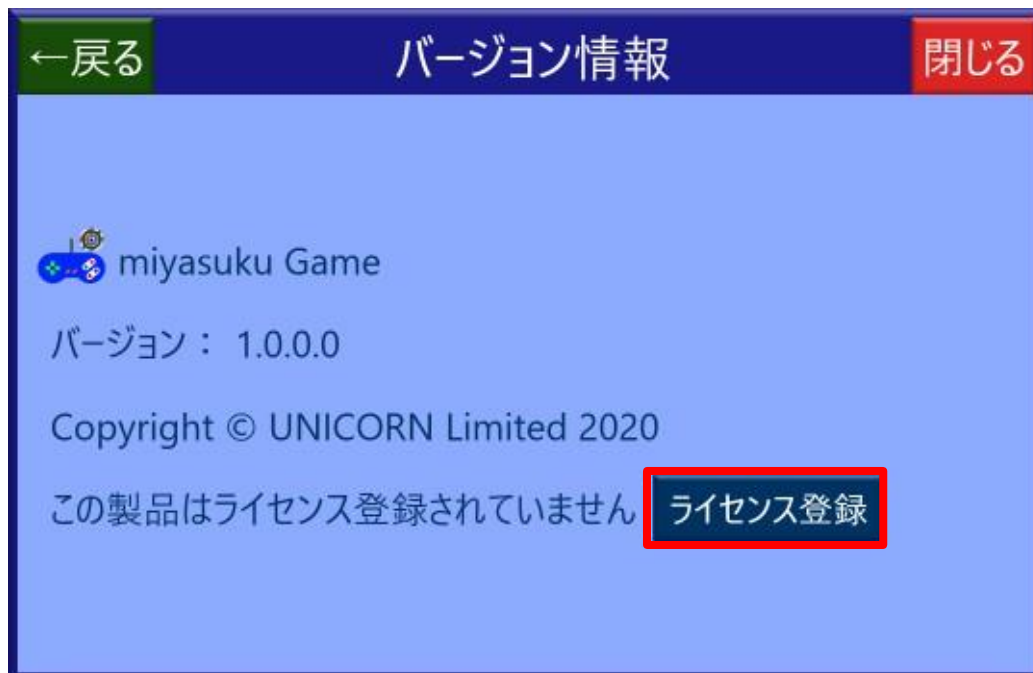 ←戻る バージョン情報 閉じる
miyasuku Game
バージョン： 1.0.0.0
Copyright © UNICORN Limited 2020
この製品はライセンス登録されていません ライセンス登録